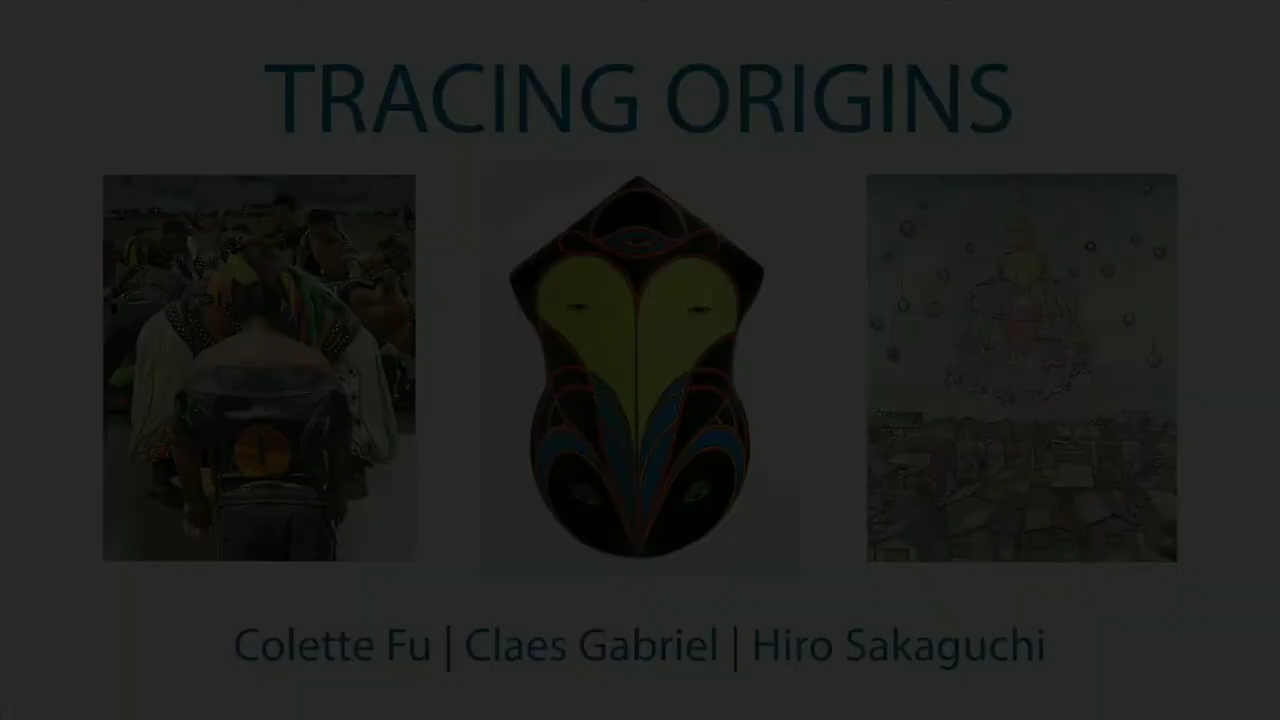 TRACING ORIGINS
Colette Fu | Claes Gabriel | Hiro Sakaguchi